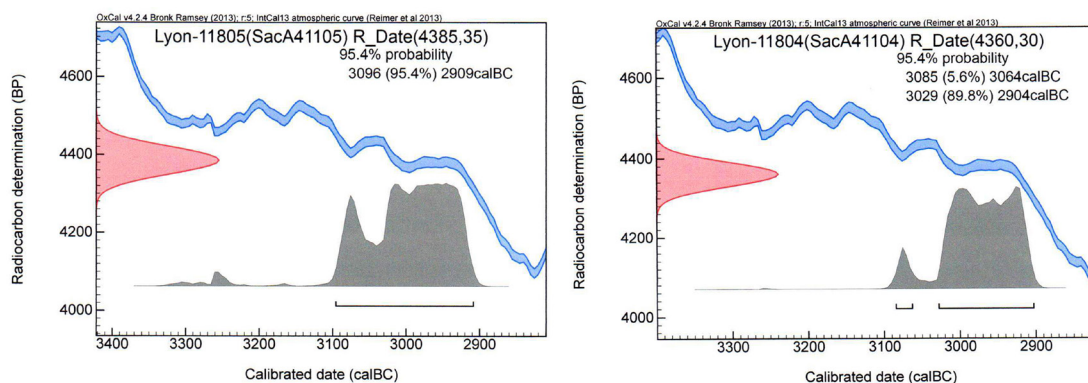 OxCal v4.2.4 Bronk Ramsey (2013); r:5; IntCal13 atmospheric curve (Reimer et al 2013)
Lyon-11805(SacA41105) R_Date(4385,35)
95.4% probability
3096 (95.4%) 2909calBC
Radiocarbon determination (BP)
4600
4400
4200
4000
3400
3300
3200
3100
3000
2900
Calibrated date (calBC)
OxCal v4.2.4 Bronk Ramsey (2013); r:5; IntCal13 atmospheric curve (Reimer et al 2013)
Lyon-11804(SacA41104) R_Date(4360,30)
95.4% probability
3085 (5.6%) 3064calBC
3029 (89.8%) 2904calBC
Radiocarbon determination (BP)
4600
4400
4200
4000
3300
3200
3100
3000
2900
Calibrated date (calBC)